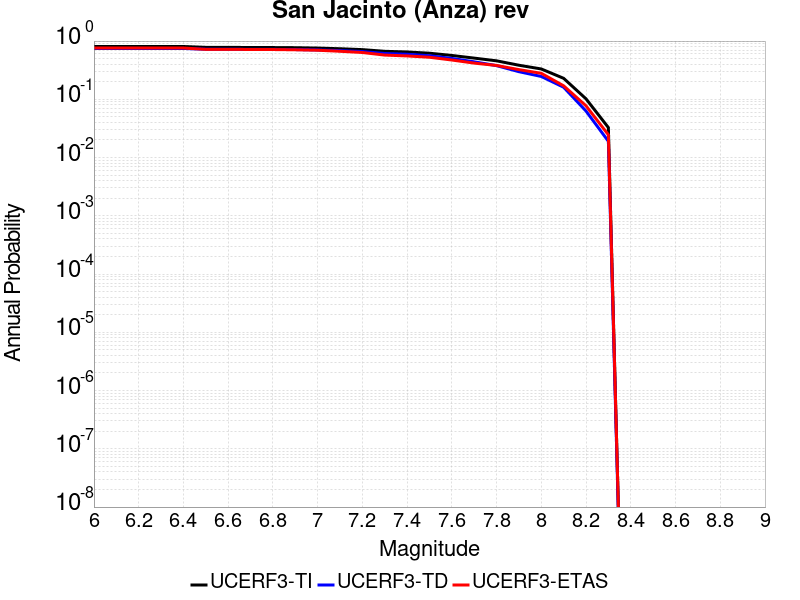 San Jacinto (Anza) rev
10^0
10^-1
10^-2
10^-3
10^-4
10^-5
10^-6
10^-7
10^-8
Annual Probability
6 6.2 6.4 6.6 6.8 7 7.2 7.4 7.6 7.8 8 8.2 8.4 8.6 8.8 9
Magnitude
UCERF3-TI UCERF3-TD UCERF3-ETAS